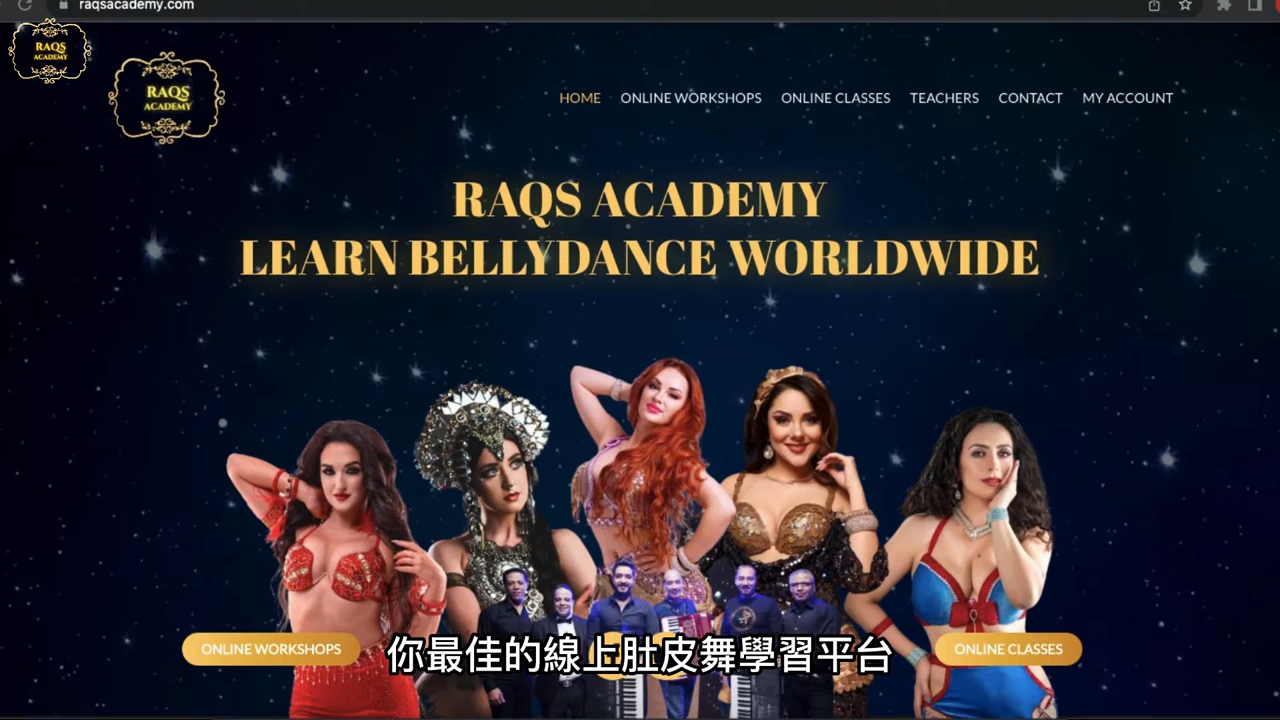 raqsacademy.com
RAQS
ACADEMY
RAQS
ACADEMY
HOME ONLINE WORKSHOPS ONLINE CLASSES TEACHERS CONTACT MY ACCOUNT
RAQS ACADEMY
LEARN BELLYDANCE WORLDWIDE
ONLINE WORKSHOPS
你最佳的線上肚皮舞學習平台
ONLINE CLASSES